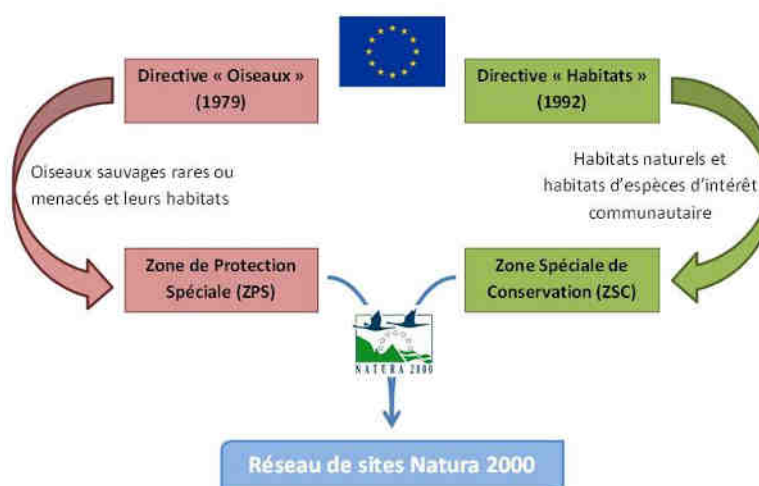 Directive « Oiseaux »
(1979)
Directive « Habitats »
(1992)
Oiseaux sauvages rares ou
menacés et leurs habitats
Habitats naturels et
habitats d'espèces d'intérêt
communautaire
Zone de Protection
Spéciale (ZPS)
Zone Spéciale de
Conservation (ZSC)
NATURA 2000
Réseau de sites Natura 2000